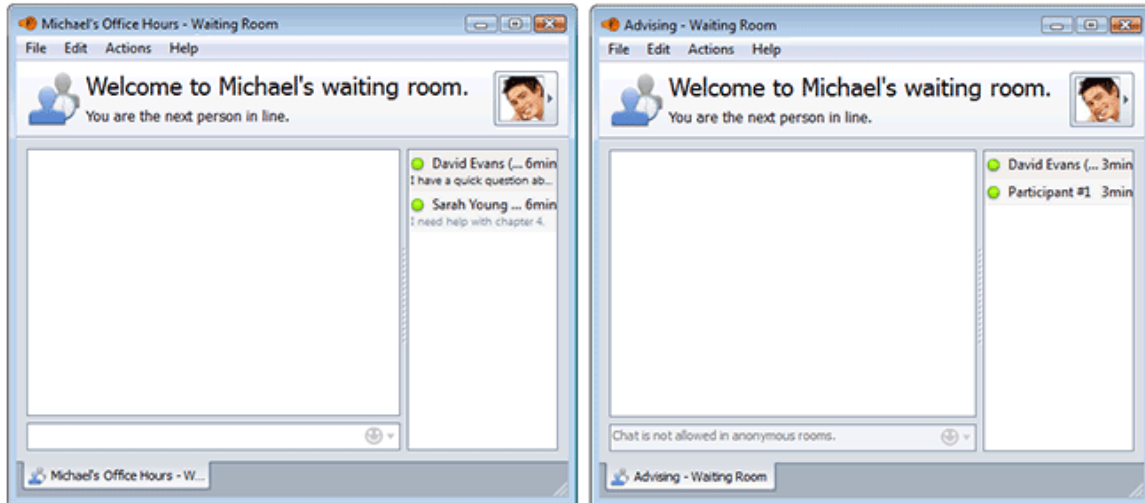 Michael's Office Hours - Waiting Room
File Edit Actions Help
Welcome to Michael's waiting room.
You are the next person in line.
David Evans (... 6min
I have a quick question ab...
Sarah Young ... 6min
I need help with chapter 4.
Michael's Office Hours - W...
Advising - Waiting Room
File Edit Actions Help
Welcome to Michael's waiting room.
You are the next person in line.
David Evans (... 3min
Participant #1 3min
Chat is not allowed in anonymous rooms.
Advising - Waiting Room